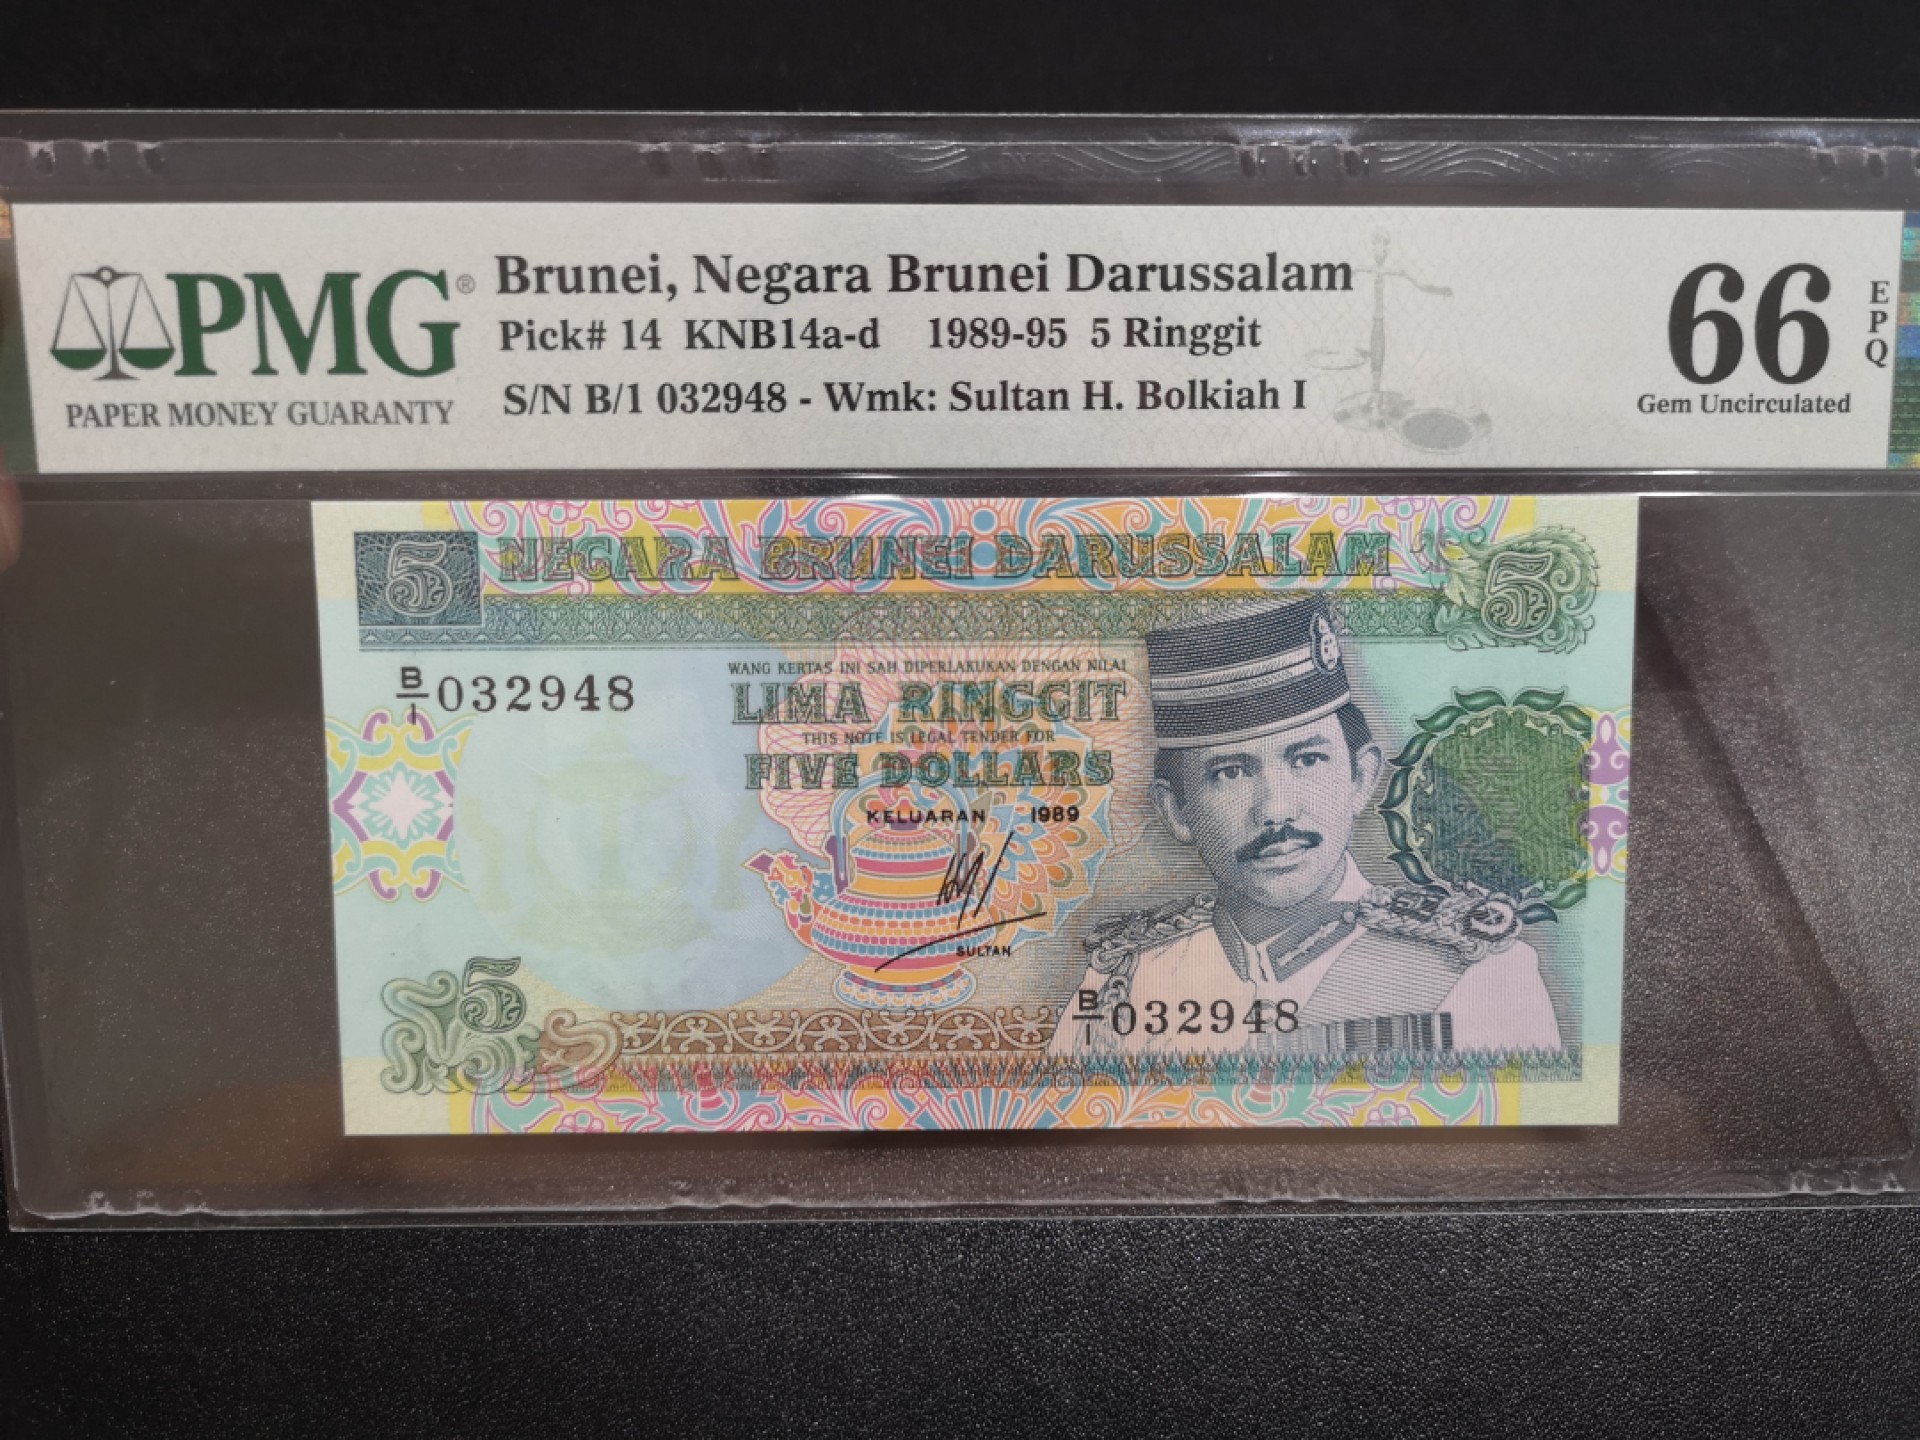 PMG®
PAPER MONEY GUARANTY
Brunei, Negara Brunei Darussalam
Pick# 14 KNB14a-d 1989-95 5 Ringgit
S/N B/1 032948 - Wmk: Sultan H. Bolkiah I
66
EPQ
Gem Uncirculated
5 NEGARA BRUNEI DARUSSALAM 5
B/1 032948
WANG KERTAS INI SAH DIPERLAKUKAN DENGAN NILAI
LIMA RINGGIT
THIS NOTE IS LEGAL TENDER FOR
FIVE DOLLARS
KELUARAN 1989
SULTAN
5
B/1 032948